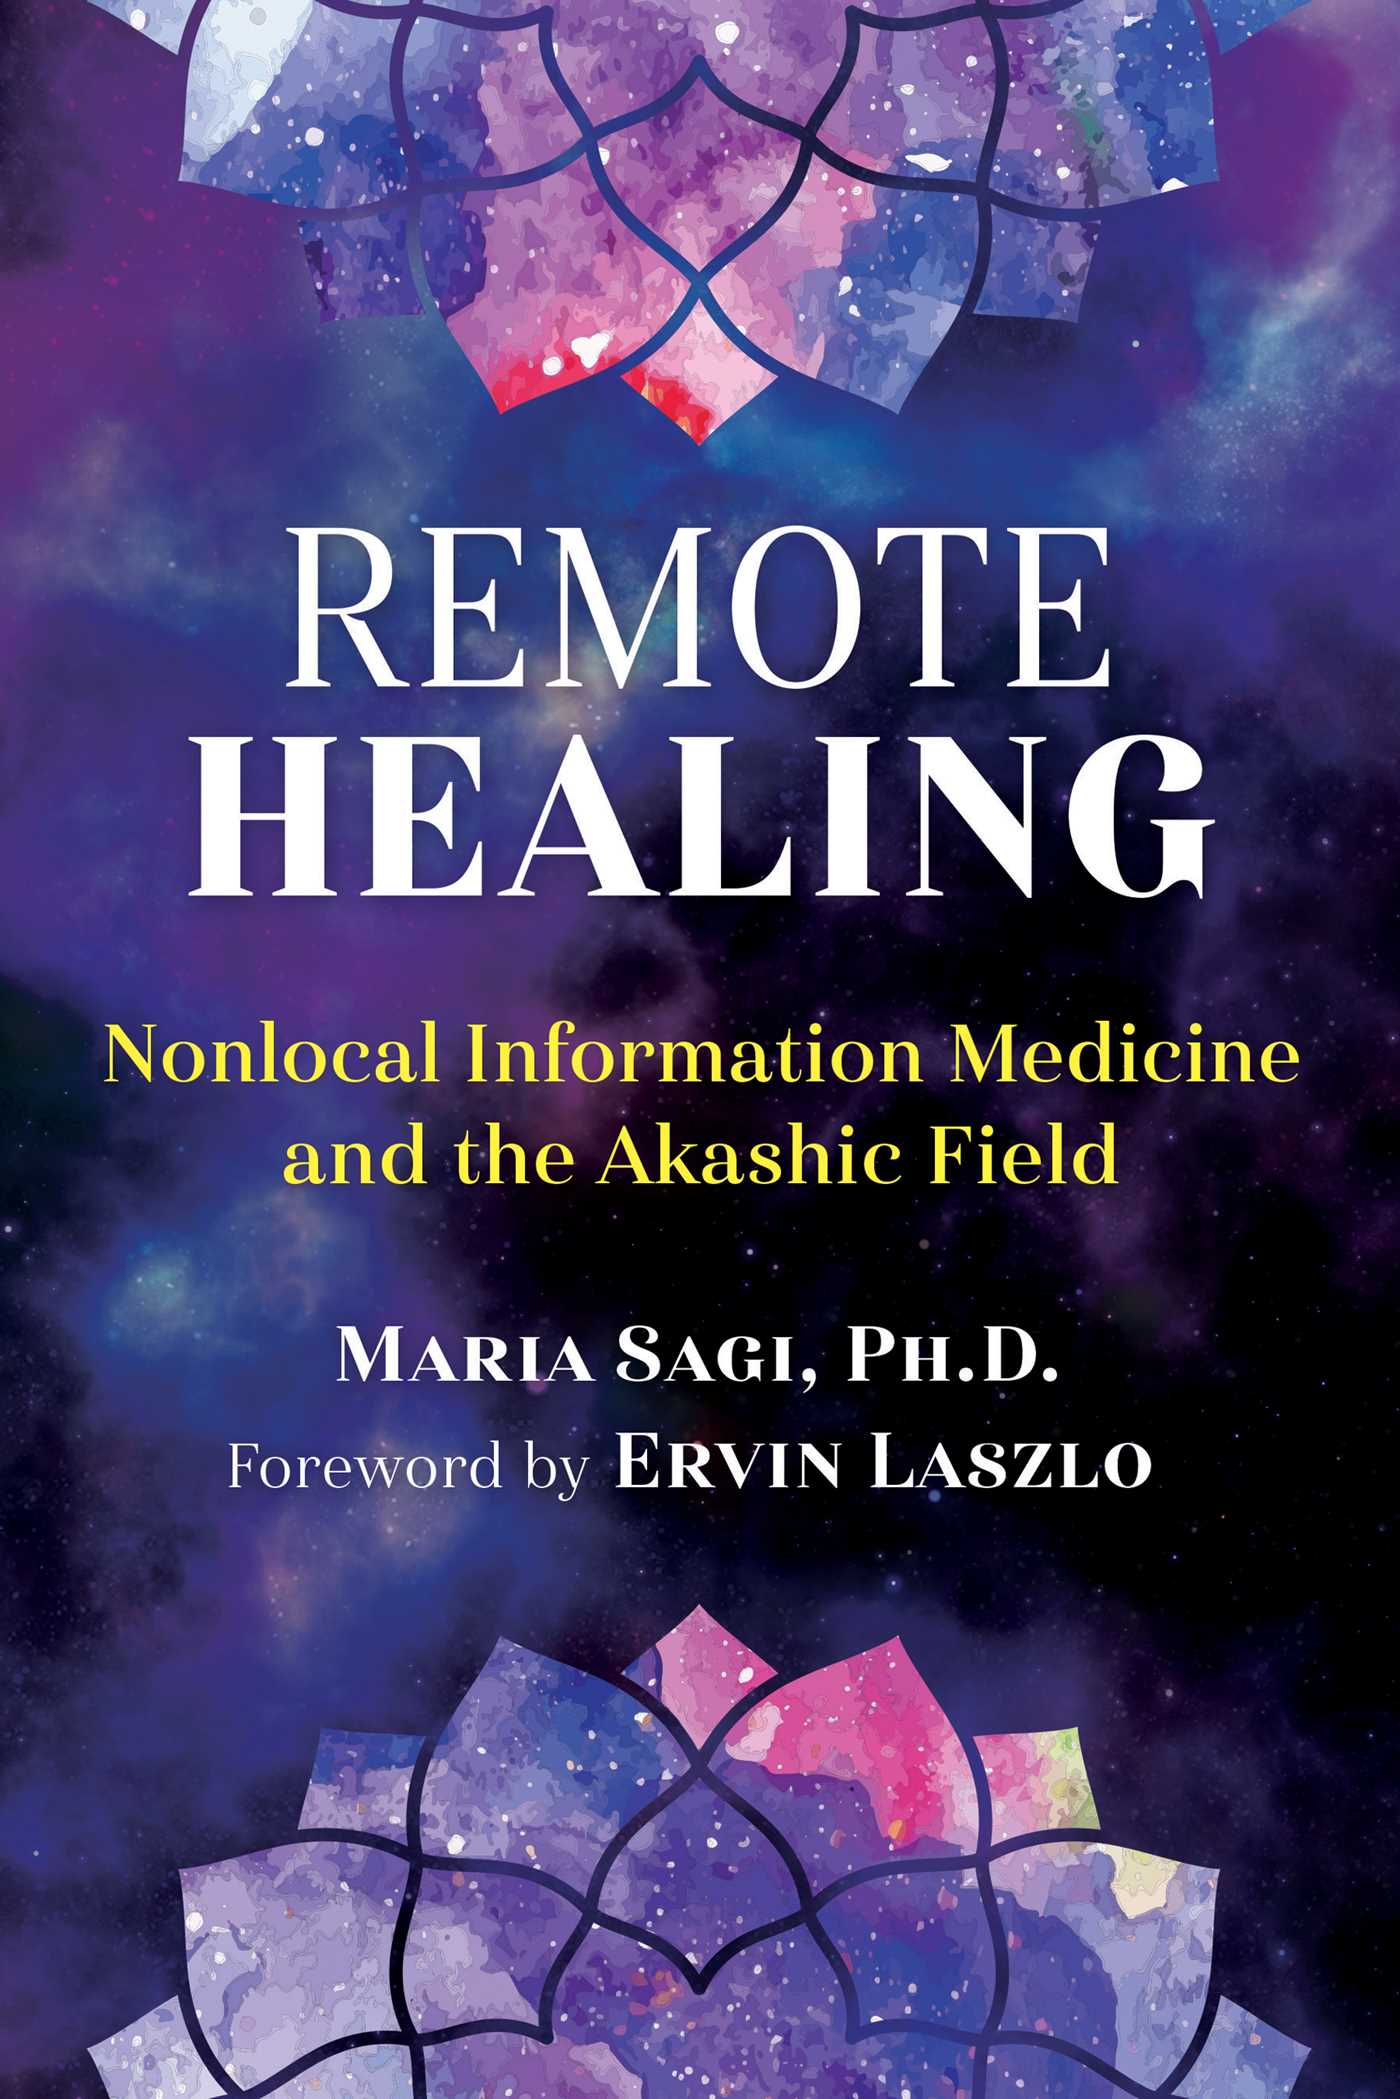 REMOTE
HEALING
Nonlocal Information Medicine
and the Akashic Field
MARIA SAGI, PH.D.
Foreword by ERVIN LASZLO